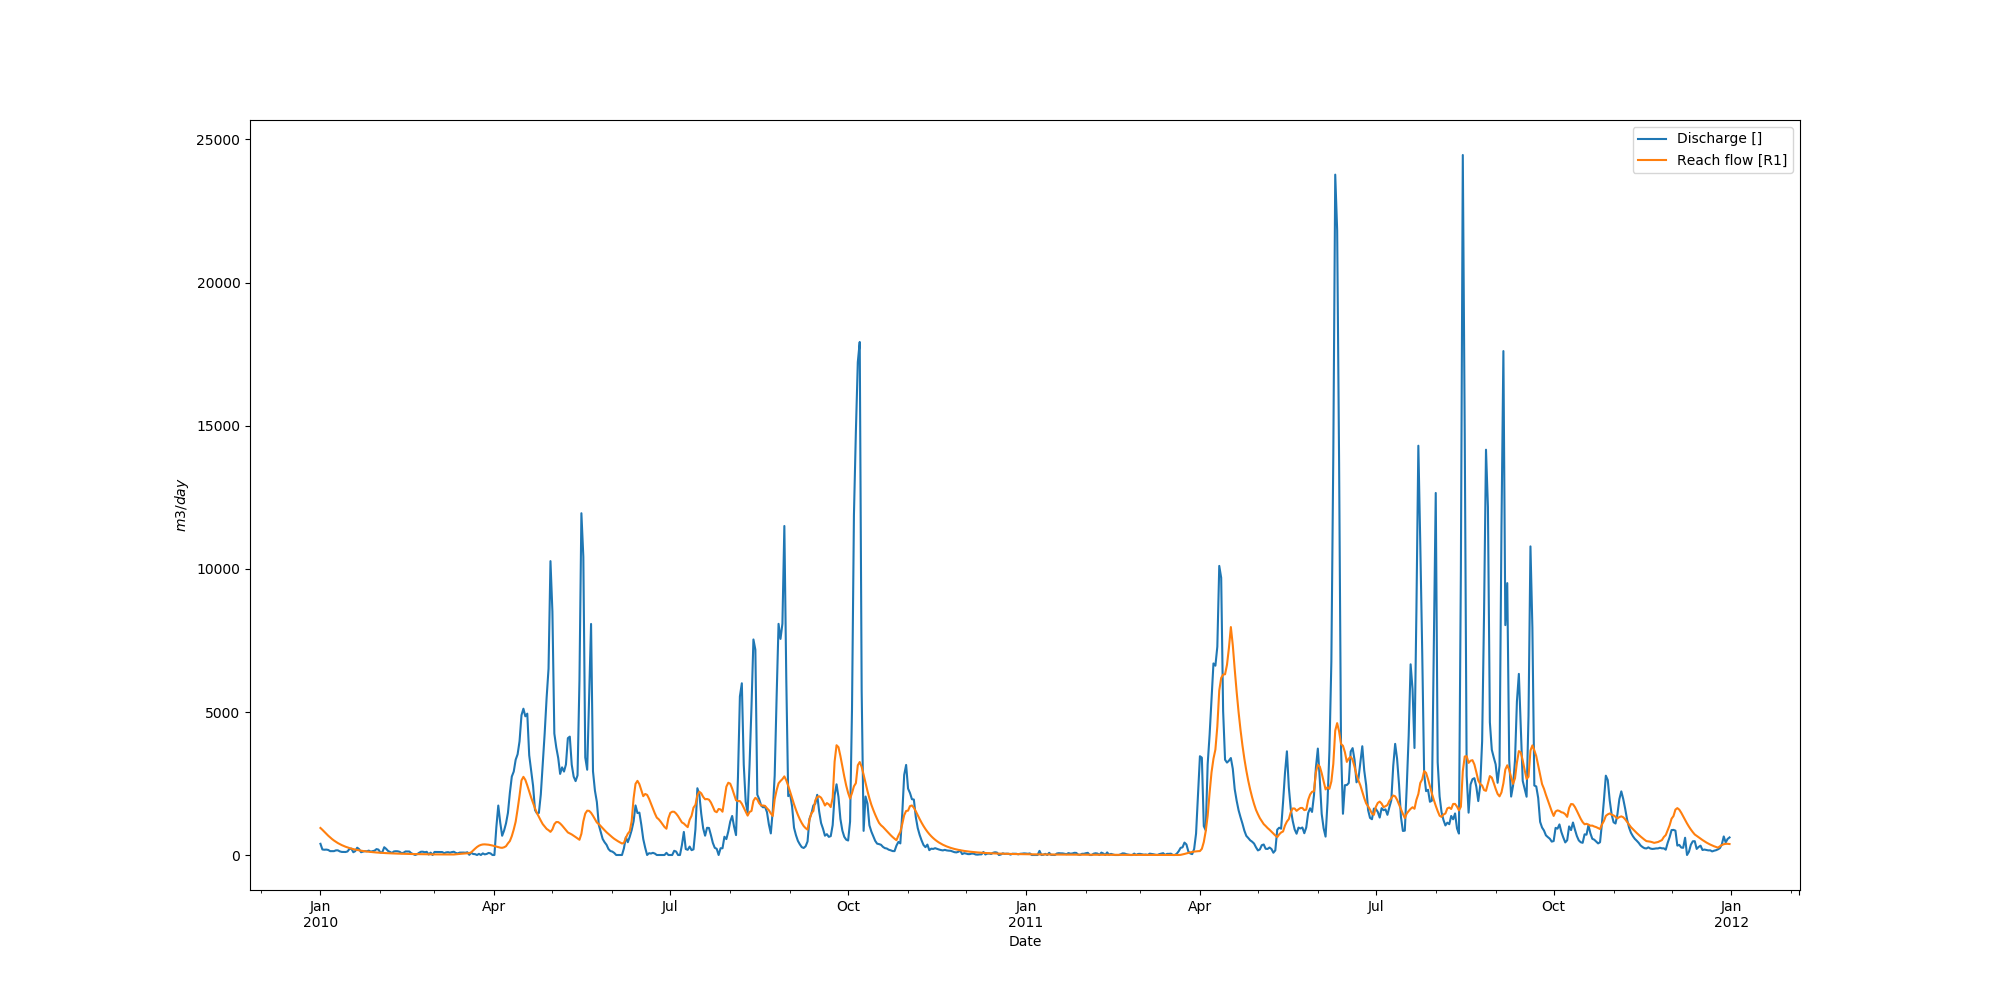 Discharge []
Reach flow [R1]
25000
20000
15000
10000
5000
0
m3/day
Jan Apr Jul Oct Jan Apr Jul Oct Jan
2010 2011 2012
Date